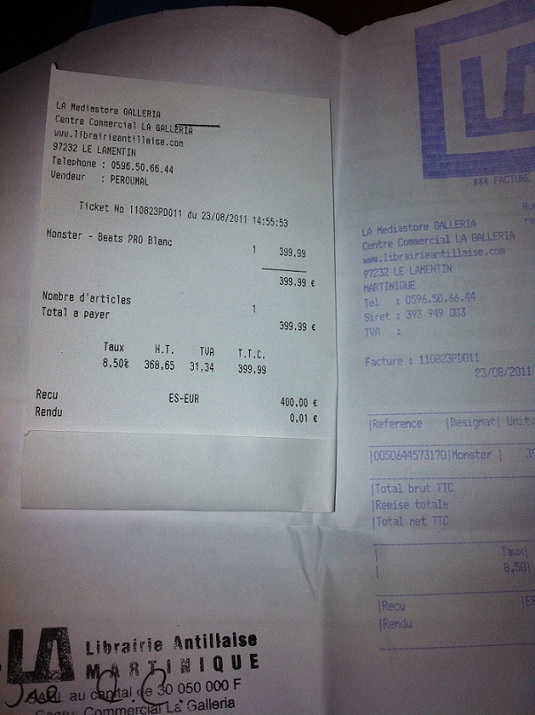 LA Mediastore GALLERIA
Centre Commercial LA GALLERIA
www.librairieantillaise.com
97232 LE LAMENTIN
Telephone : 0596.50.66.44
Vendeur : PEROUMAL
Ticket No 110823PD011 du 23/08/2011 14:55:53
Monster - Beats PRO Blanc 1 399,99
399,99 €
Nombre d'articles 1
Total a payer 399,99 €
Taux H.T. TVA T.T.C.
8,50% 368,65 31,34 399,99
Recu ES-EUR 400,00 €
Rendu 0,01 €
LA
Librairie Antillaise
MARTINIQUE
SARL au capital de 30 050 000 F
Centre Commercial La Galleria
LA
*** FACTURE
LA Mediastore GALLERIA
Centre Commercial LA GALLERIA
www.librairieantillaise.com
97232 LE LAMENTIN
MARTINIQUE
Tel : 0596.50.66.44
Siret : 393 949 003
TVA :
Facture : 110823PD011
23/08/2011
|Reference |Designat| Unit.
|0050644573170|Monster | 39
|Total brut TTC
|Remise totale
|Total net TTC
| Taux|
| 8,50|
|Recu |ES
|Rendu